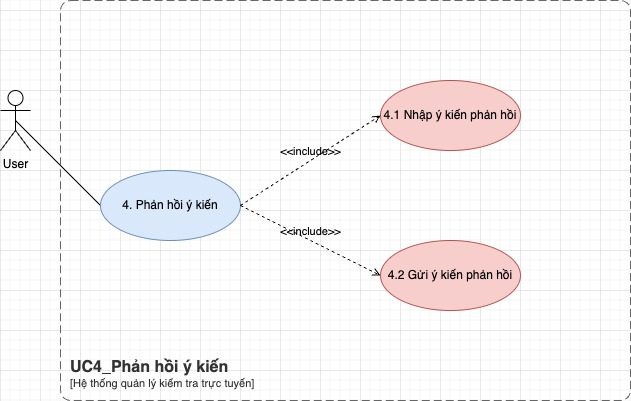 4.1 Nhập ý kiến phản hồi
<<include>>
User
4. Phản hồi ý kiến
<<include>>
4.2 Gửi ý kiến phản hồi
UC4_Phản hồi ý kiến
[Hệ thống quản lý kiểm tra trực tuyến]